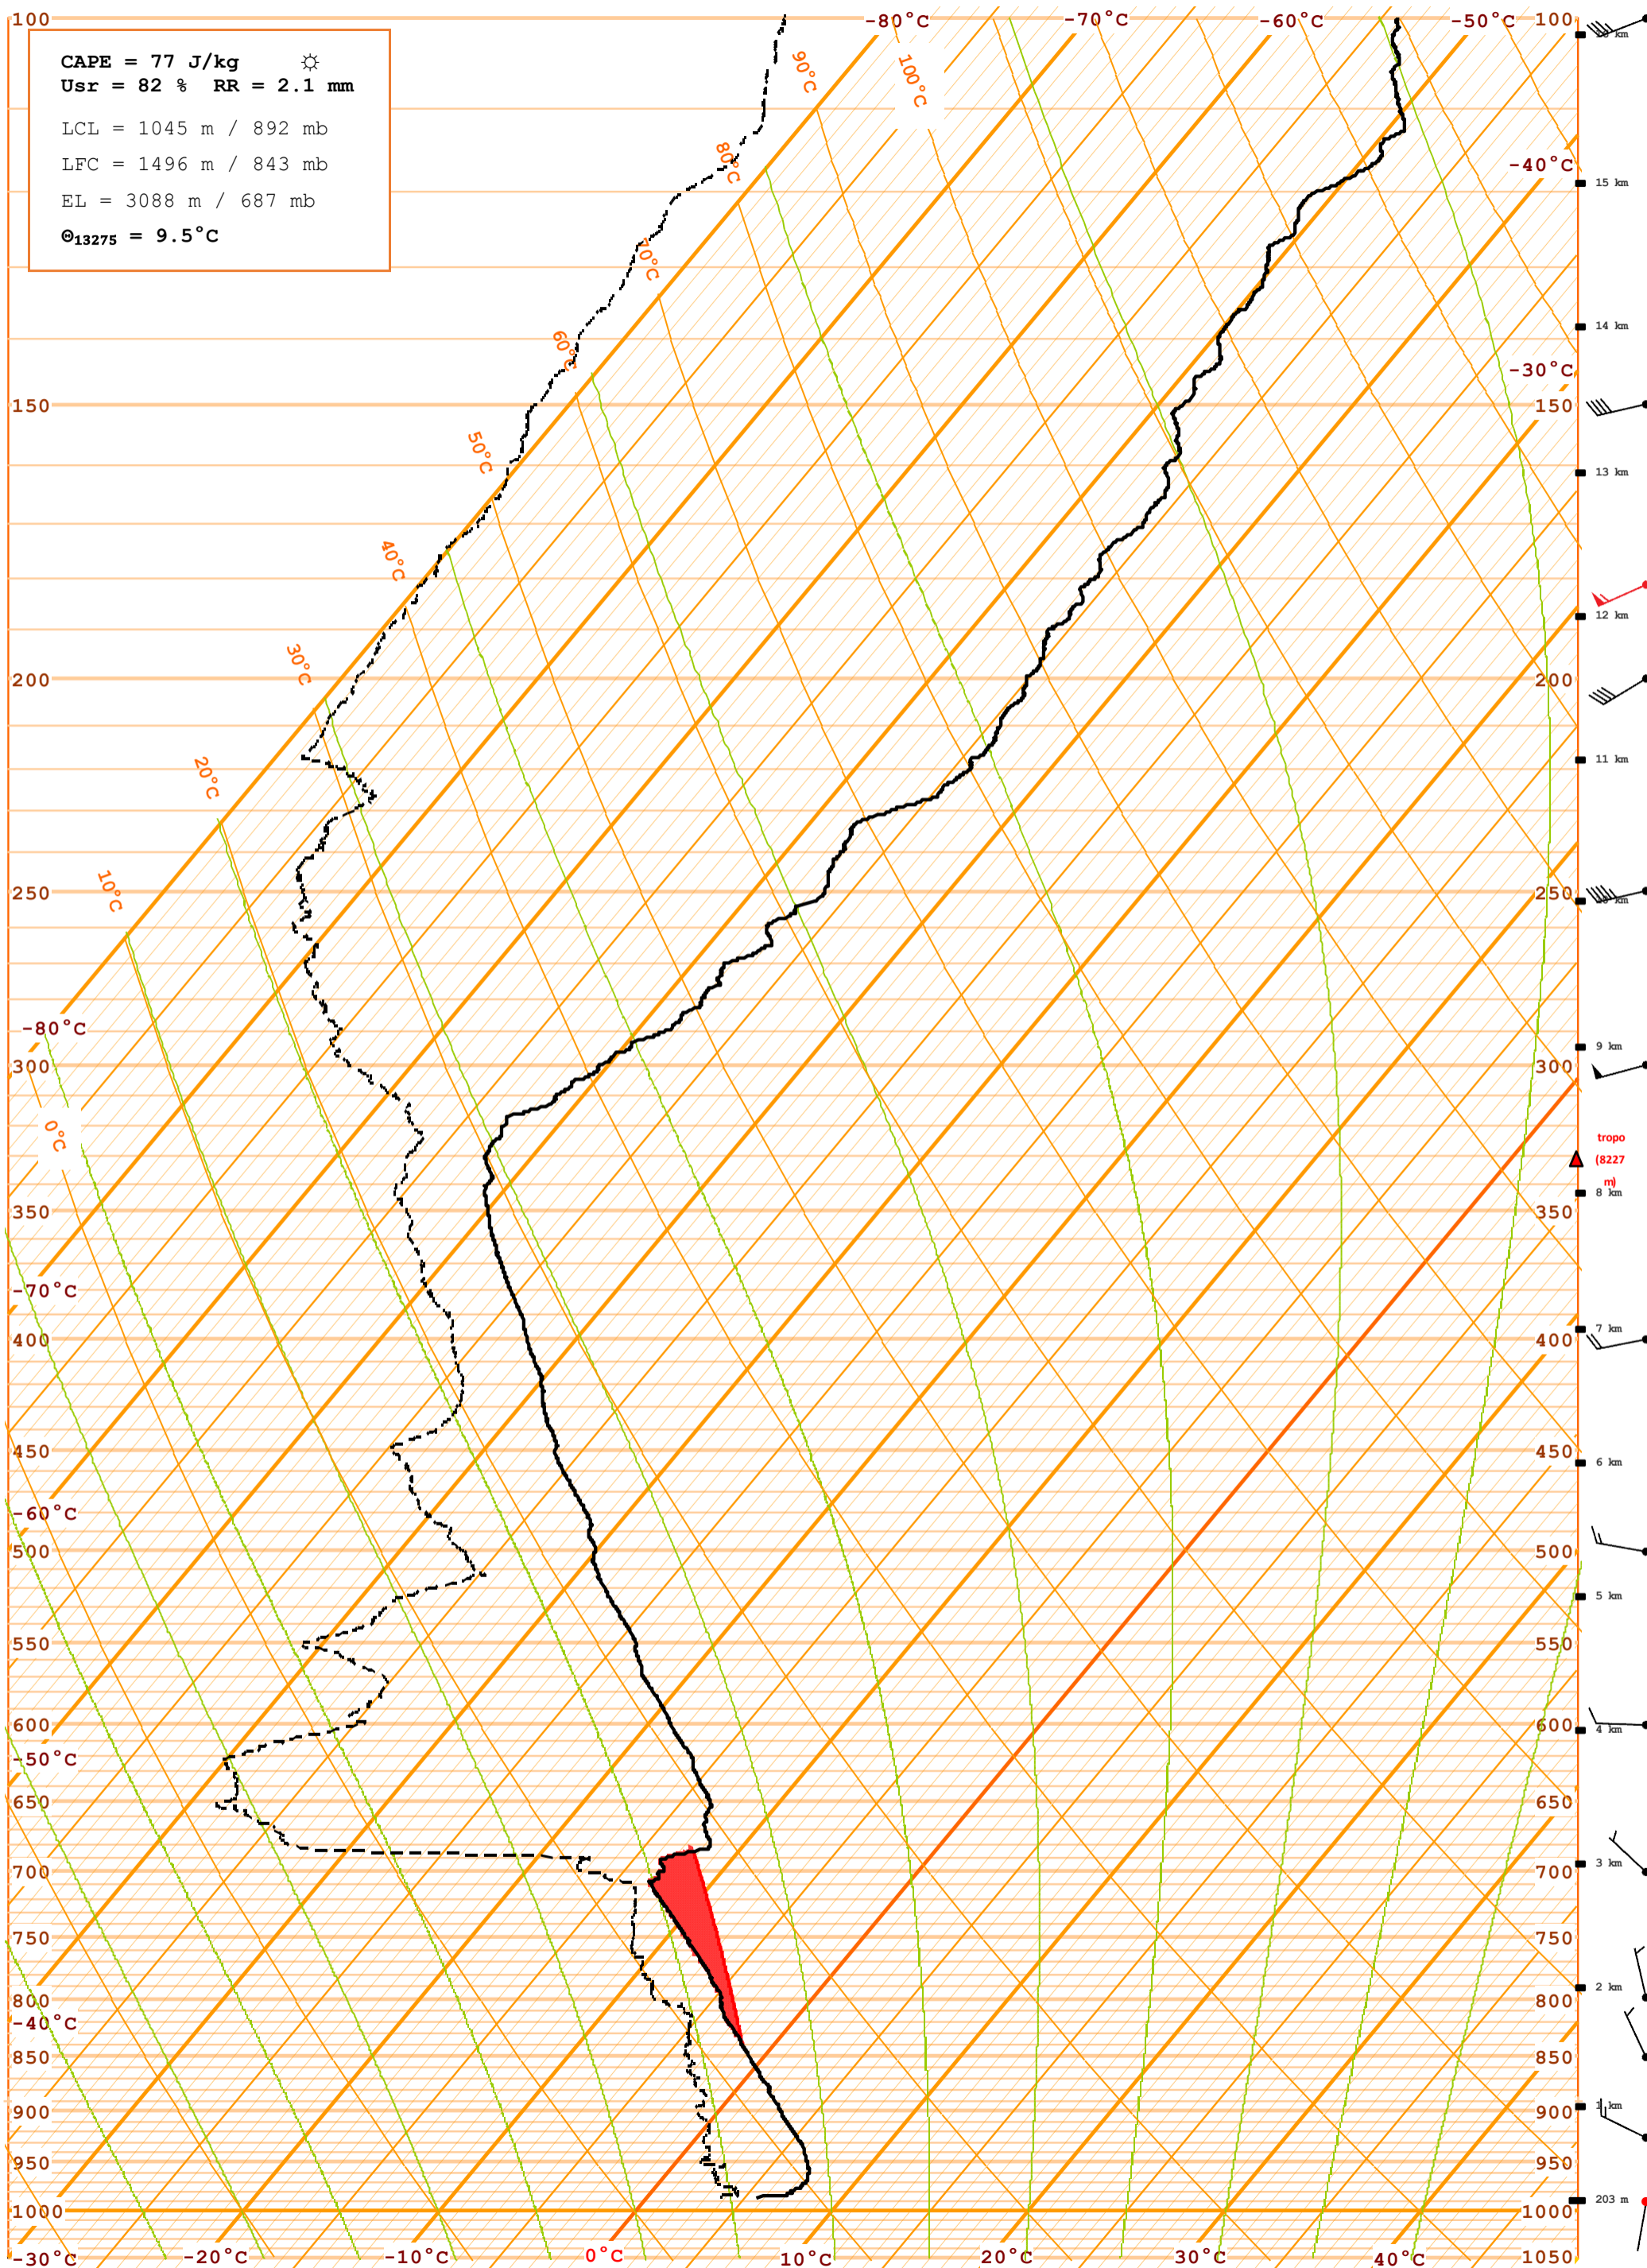 100 -80°C -70°C -60°C -50°C 100
CAPE = 77 J/kg ☼
Usr = 82 % RR = 2.1 mm
LCL = 1045 m / 892 mb
LFC = 1496 m / 843 mb
EL = 3088 m / 687 mb
Θ13275 = 9.5°C
90°C 100°C
80°C -40°C
15 km
70°C
14 km
60°C -30°C
150 150
50°C 13 km
40°C
12 km
30°C
200 200
20°C 11 km
10°C
250 250
-80°C
9 km
300 300
0°C
tropo
(8227
m)
8 km
350 350
-70°C
7 km
400 400
450 450
6 km
-60°C
500 500
5 km
550 550
600 600
4 km
-50°C
650 650
3 km
700 700
750 750
2 km
800 800
-40°C
850 850
900 1 km 900
950 950
203 m
1000 1000
-30°C -20°C -10°C 0°C 10°C 20°C 30°C 40°C 1050